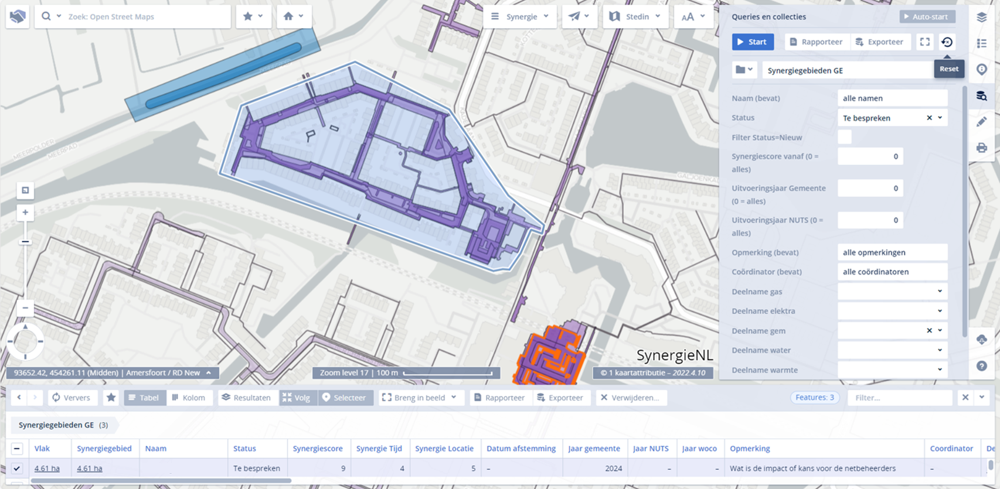 Zoek: Open Street Maps
Synergie
Stedin
AA
Queries en collecties
Auto-start
Start
Rapporteer
Exporteer
Reset
Synergiegebieden GE
Naam (bevat)
alle namen
Status
Te bespreken
Filter Status=Nieuw
Synergiescore vanaf (0 =
alles)
0
Uitvoeringsjaar Gemeente
(0 = alles)
0
Uitvoeringsjaar NUTS (0 =
alles)
0
Opmerking (bevat)
alle opmerkingen
Coördinator (bevat)
alle coördinatoren
Deelname gas
Deelname elektra
Deelname gem
Deelname water
Deelname warmte
MEERPOLDER
MEERPAD
SynergieNL
93652.42, 454261.11 (Midden) | Amersfoort / RD New
Zoom level 17 | 100 m
© 1 kaartattributie – 2022.4.10
Ververs
Tabel
Kolom
Resultaten
Volg
Selecteer
Breng in beeld
Rapporteer
Exporteer
Verwijderen...
Features: 3
Filter...
Synergiegebieden GE (3)
Vlak Synergiegebied Naam Status Synergiescore Synergie Tijd Synergie Locatie Datum afstemming Jaar gemeente Jaar NUTS Jaar woco Opmerking Coordinator De
4.61 ha 4.61 ha Te bespreken 9 4 5 – 2024 – – Wat is de impact of kans voor de netbeheerders –